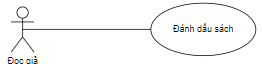 Đánh dấu sách
Đọc giả